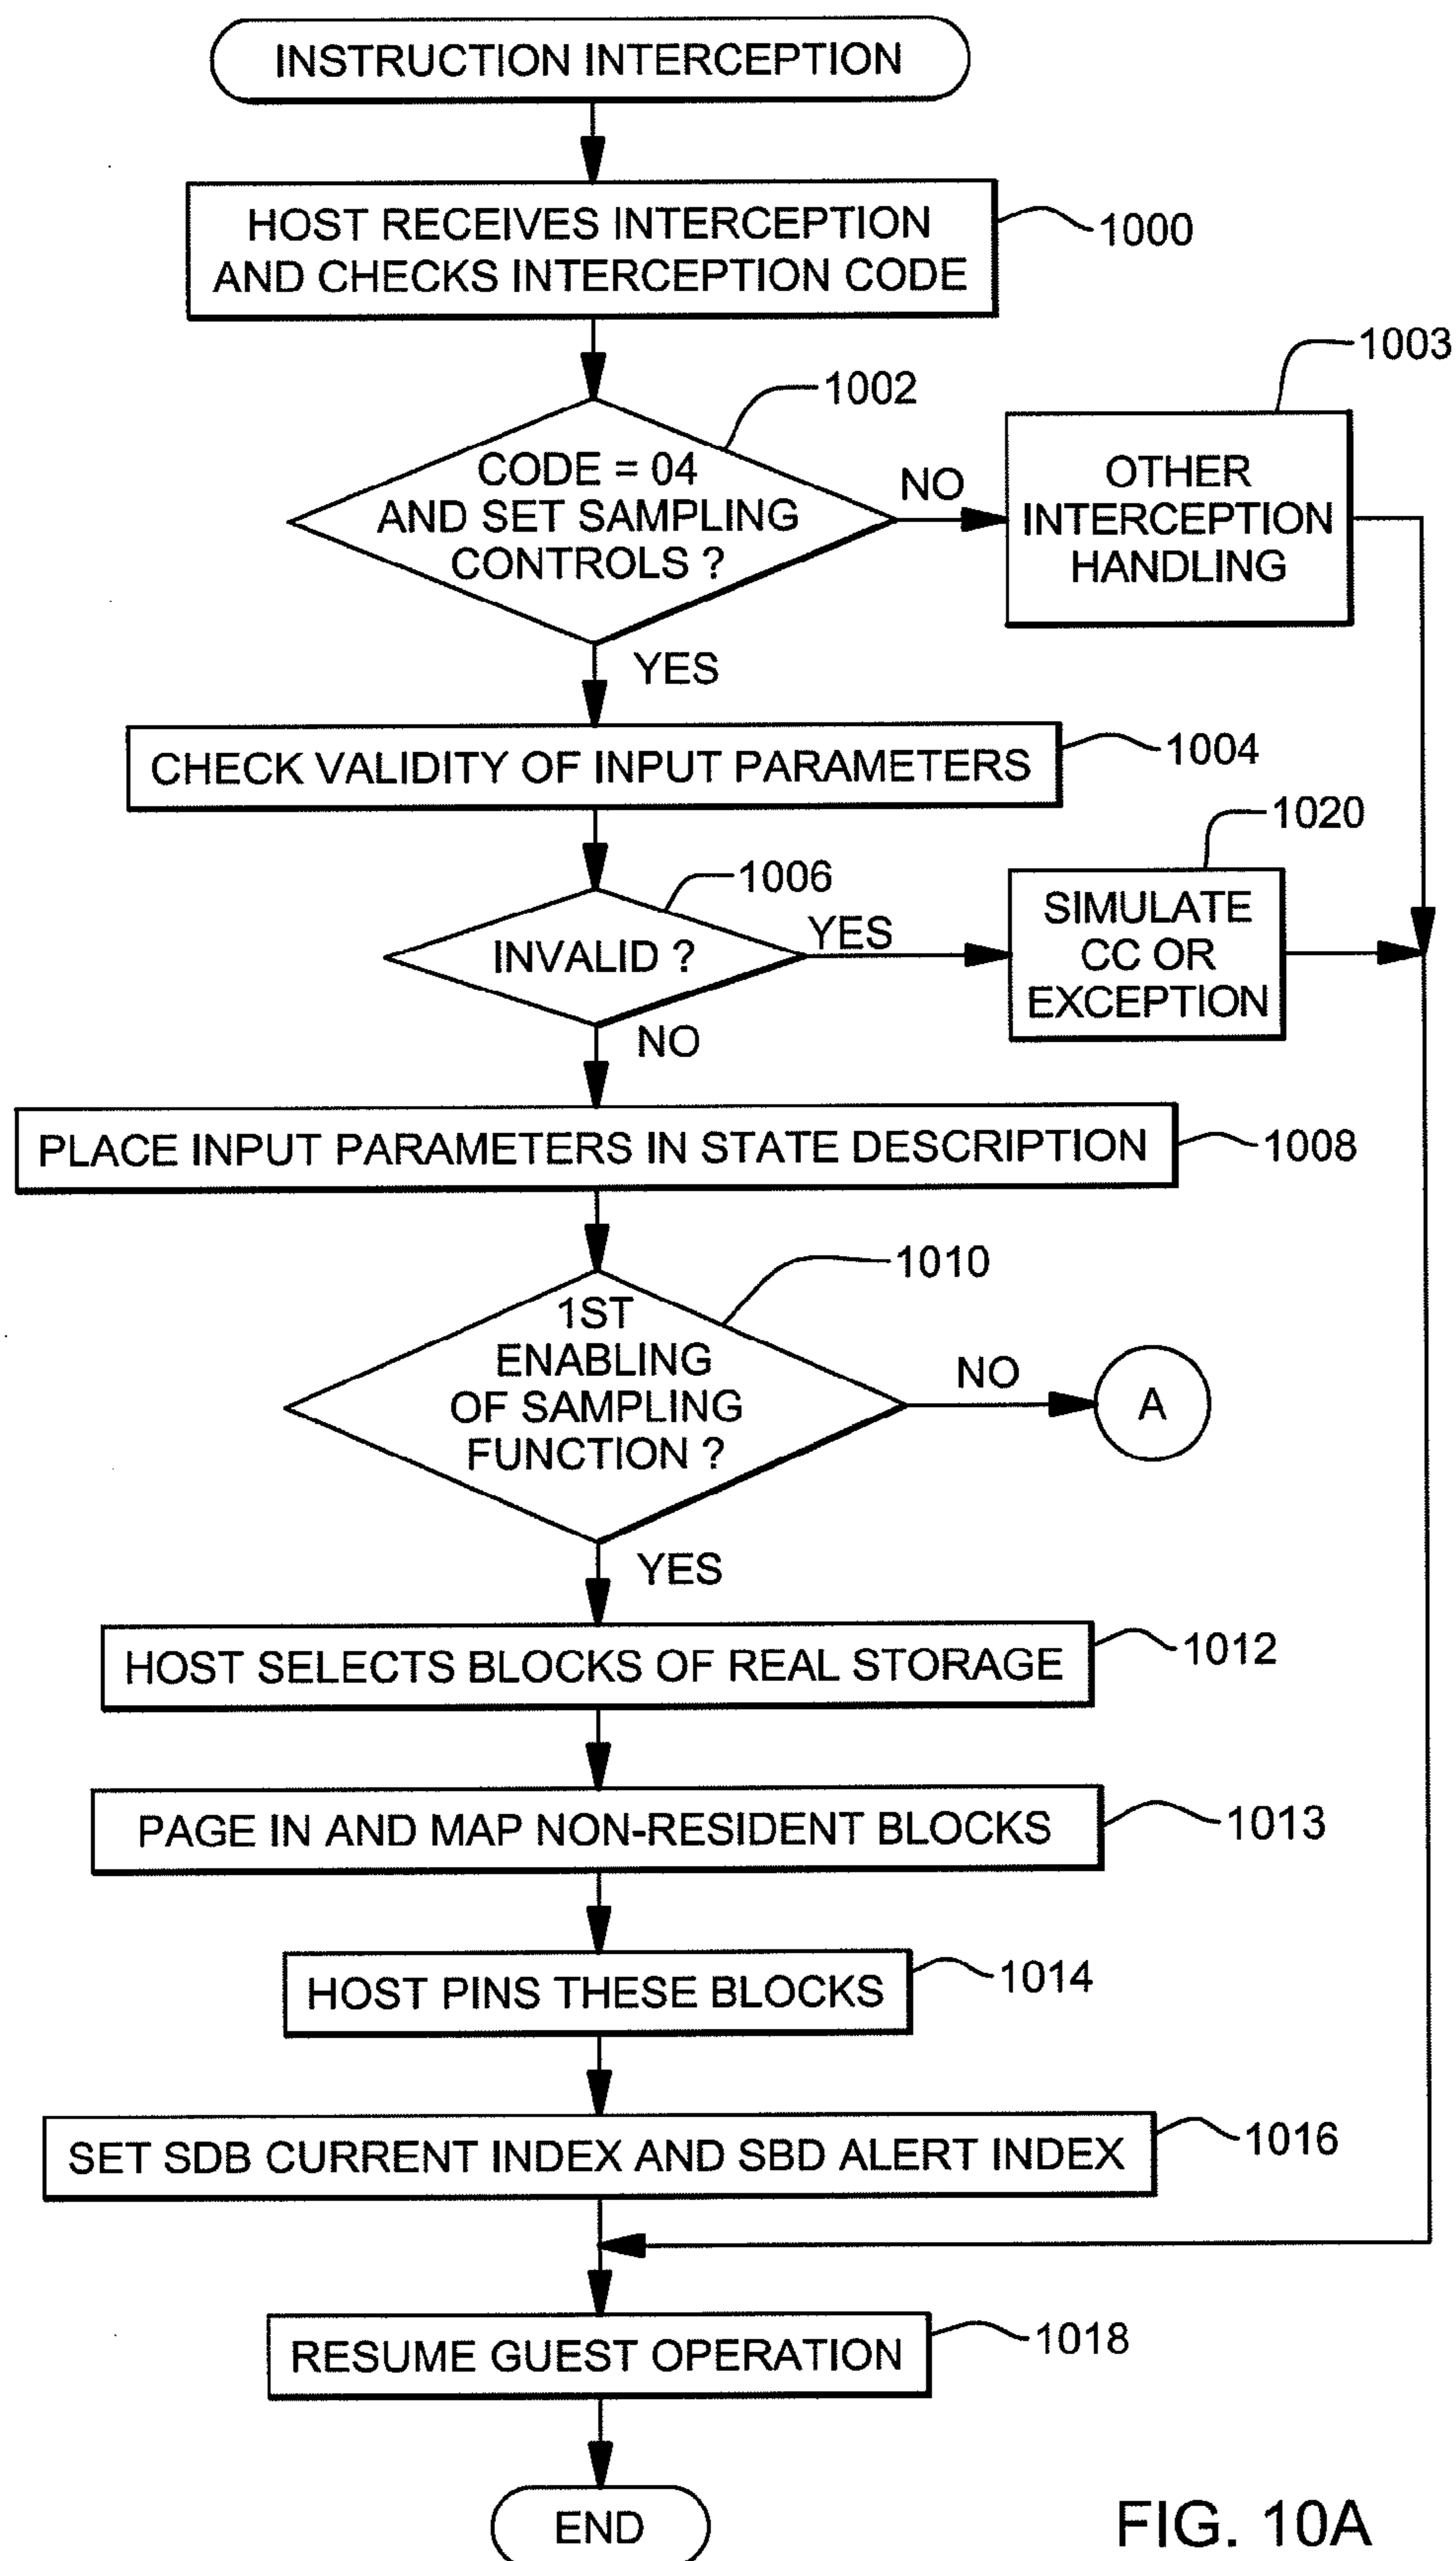 INSTRUCTION INTERCEPTION
HOST RECEIVES INTERCEPTION
AND CHECKS INTERCEPTION CODE
1000
1003
1002
CODE = 04
AND SET SAMPLING
CONTROLS ?
NO
OTHER
INTERCEPTION
HANDLING
YES
CHECK VALIDITY OF INPUT PARAMETERS
1004
1020
1006
INVALID ?
YES
SIMULATE
CC OR
EXCEPTION
NO
PLACE INPUT PARAMETERS IN STATE DESCRIPTION
1008
1010
1ST
ENABLING
OF SAMPLING
FUNCTION ?
NO
A
YES
HOST SELECTS BLOCKS OF REAL STORAGE
1012
PAGE IN AND MAP NON-RESIDENT BLOCKS
1013
HOST PINS THESE BLOCKS
1014
SET SDB CURRENT INDEX AND SBD ALERT INDEX
1016
RESUME GUEST OPERATION
1018
END
FIG. 10A